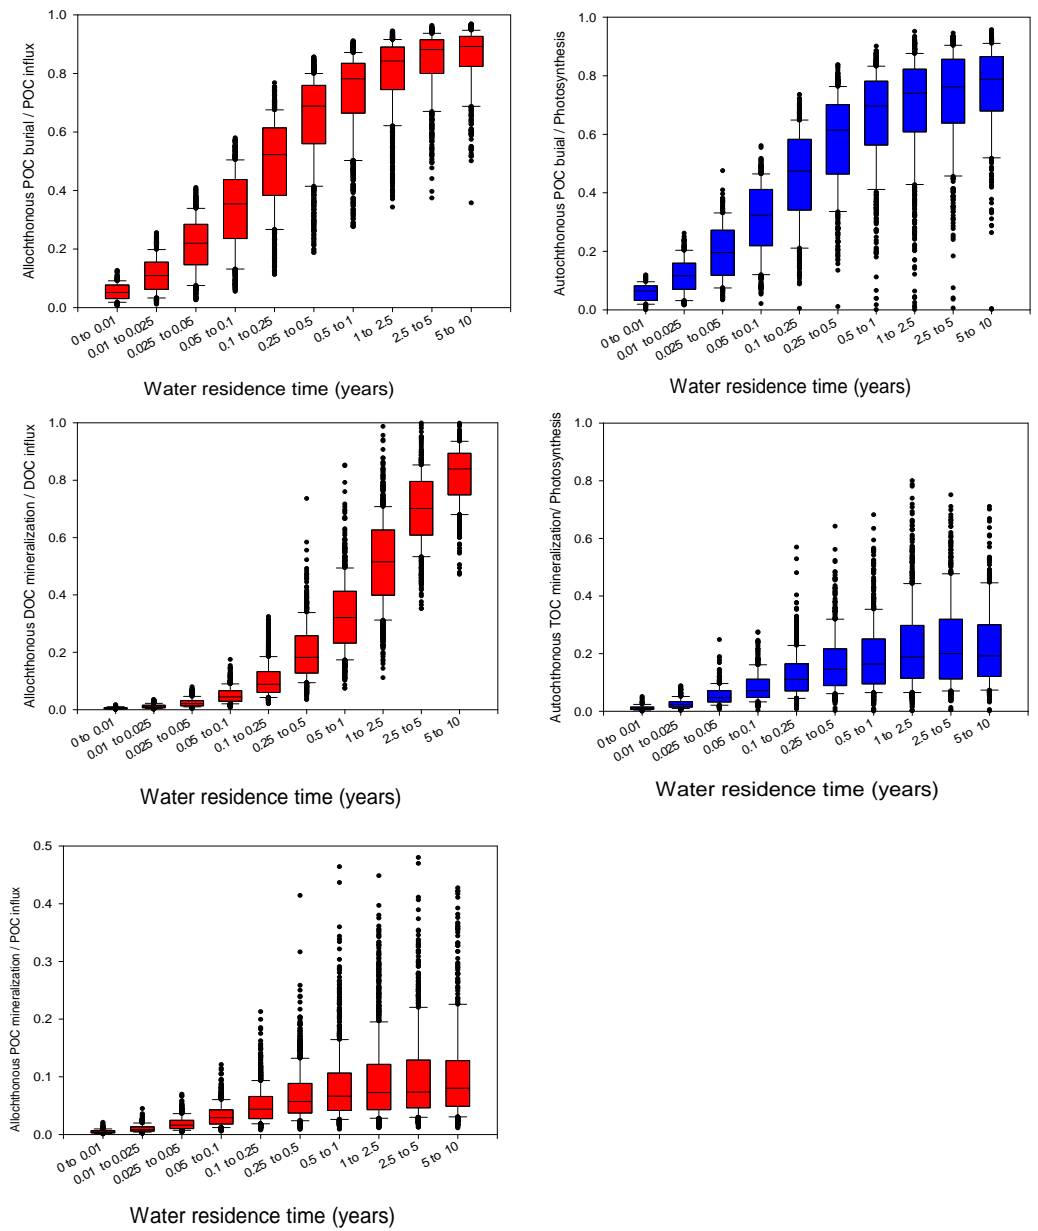 Allochthonous POC burial / POC influx
1.0
0.8
0.6
0.4
0.2
0.0
0 to 0.01
0.01 to 0.025
0.025 to 0.05
0.05 to 0.1
0.1 to 0.25
0.25 to 0.5
0.5 to 1
1 to 2.5
2.5 to 5
5 to 10
Water residence time (years)
Autochthonous POC burial / Photosynthesis
1.0
0.8
0.6
0.4
0.2
0.0
0 to 0.01
0.01 to 0.025
0.025 to 0.05
0.05 to 0.1
0.1 to 0.25
0.25 to 0.5
0.5 to 1
1 to 2.5
2.5 to 5
5 to 10
Water residence time (years)
Allochthonous DOC mineralization / DOC influx
1.0
0.8
0.6
0.4
0.2
0.0
0 to 0.01
0.01 to 0.025
0.025 to 0.05
0.05 to 0.1
0.1 to 0.25
0.25 to 0.5
0.5 to 1
1 to 2.5
2.5 to 5
5 to 10
Water residence time (years)
Autochthonous TOC mineralization/ Photosynthesis
1.0
0.8
0.6
0.4
0.2
0.0
0 to 0.01
0.01 to 0.025
0.025 to 0.05
0.05 to 0.1
0.1 to 0.25
0.25 to 0.5
0.5 to 1
1 to 2.5
2.5 to 5
5 to 10
Water residence time (years)
Allochthonous POC mineralization / POC influx
0.5
0.4
0.3
0.2
0.1
0.0
0 to 0.01
0.01 to 0.025
0.025 to 0.05
0.05 to 0.1
0.1 to 0.25
0.25 to 0.5
0.5 to 1
1 to 2.5
2.5 to 5
5 to 10
Water residence time (years)